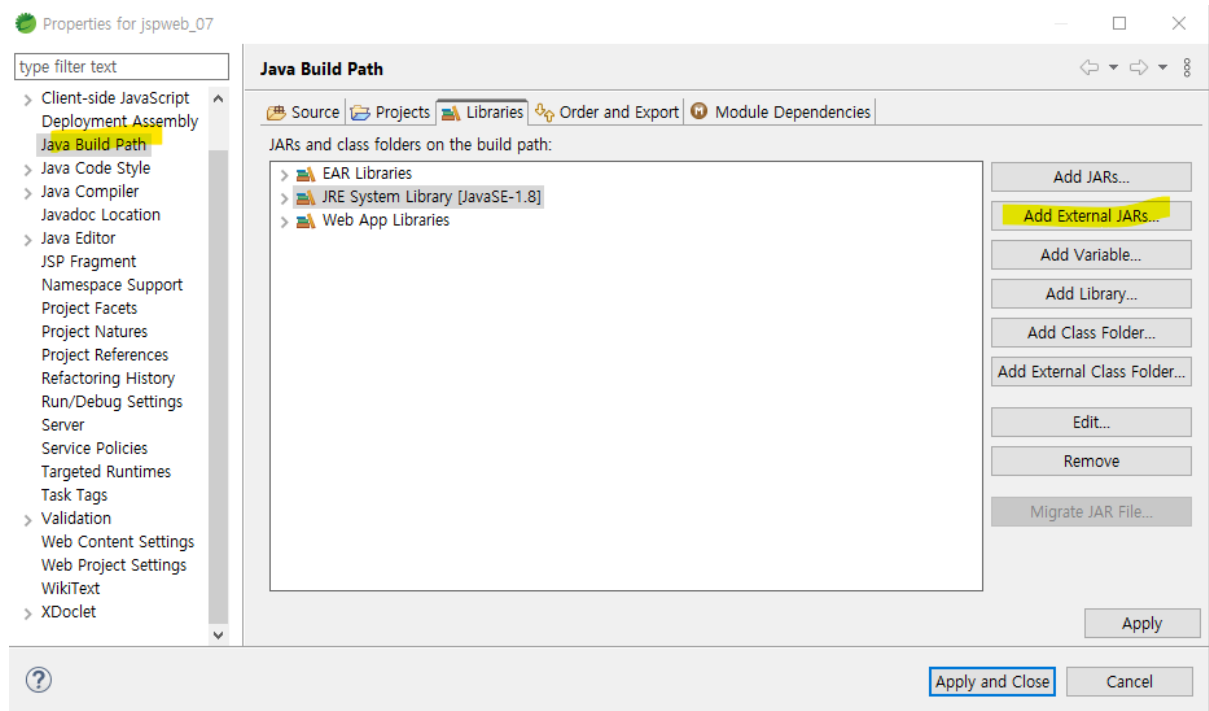 Properties for jspweb_07
type filter text
Client-side JavaScript
Deployment Assembly
Java Build Path
Java Code Style
Java Compiler
Javadoc Location
Java Editor
JSP Fragment
Namespace Support
Project Facets
Project Natures
Project References
Refactoring History
Run/Debug Settings
Server
Service Policies
Targeted Runtimes
Task Tags
Validation
Web Content Settings
Web Project Settings
WikiText
XDoclet
Java Build Path
Source Projects Libraries Order and Export Module Dependencies
JARs and class folders on the build path:
EAR Libraries
JRE System Library [JavaSE-1.8]
Web App Libraries
Add JARs...
Add External JARs...
Add Variable...
Add Library...
Add Class Folder...
Add External Class Folder...
Edit...
Remove
Migrate JAR File...
Apply
Apply and Close Cancel